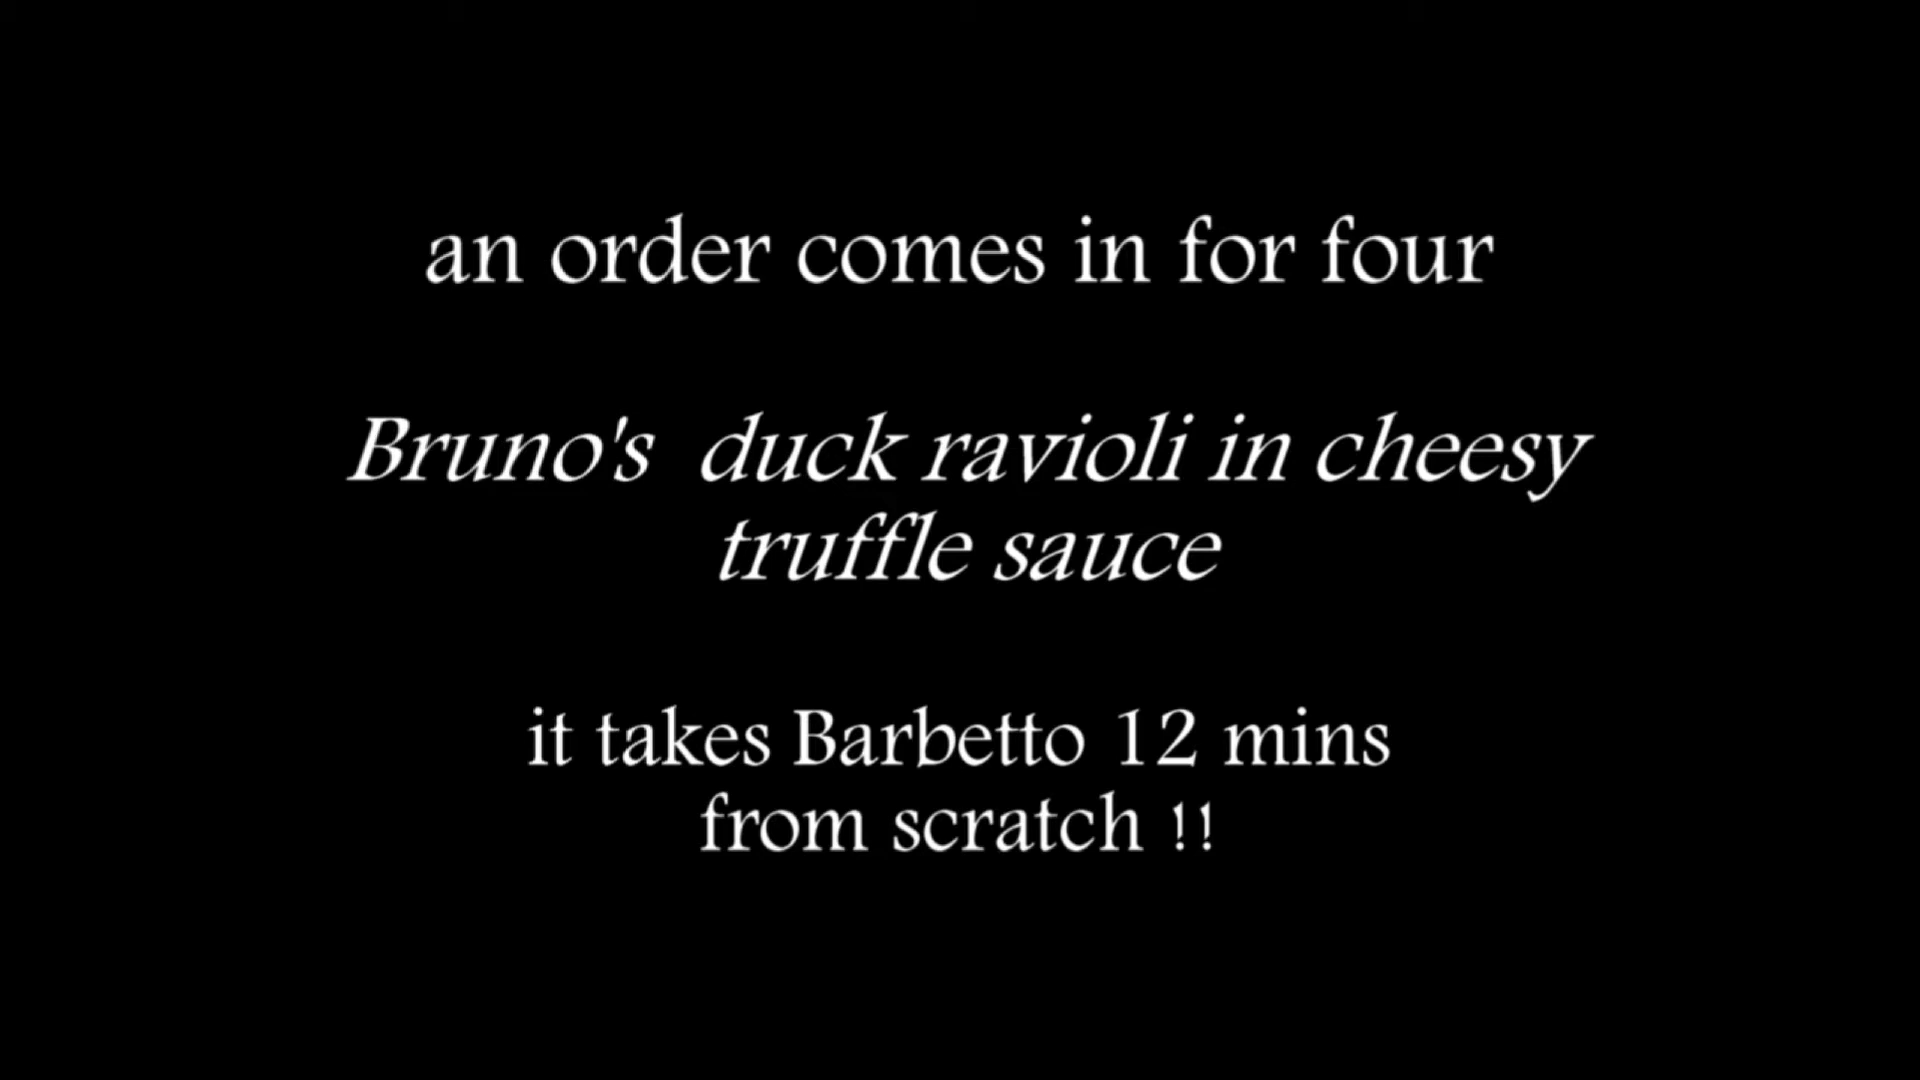 an order comes in for four
Bruno's  duck ravioli in cheesy
truffle sauce
it takes Barbetto 12 mins
from scratch !!